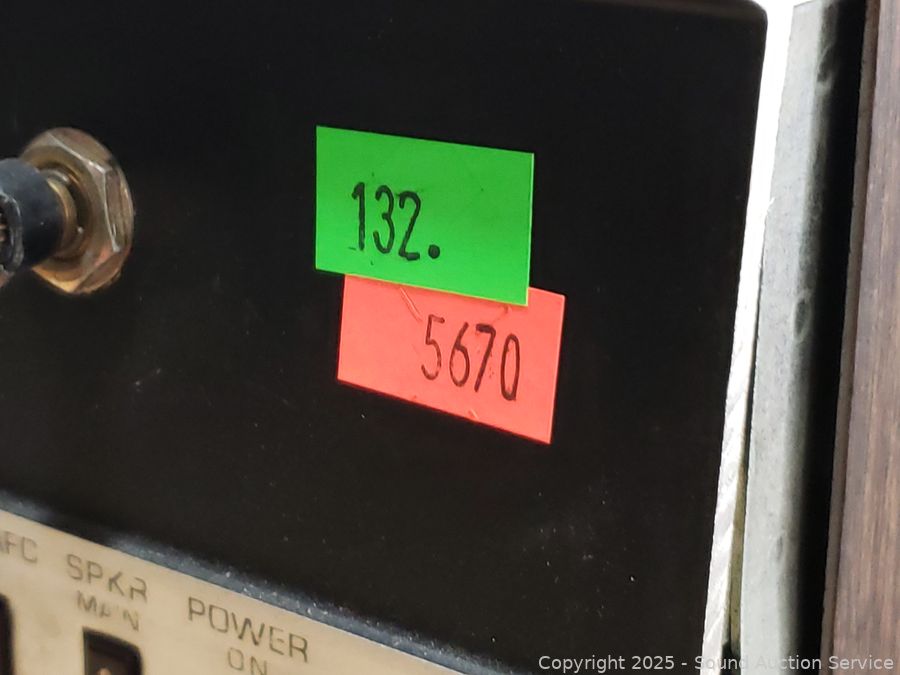 132.
5670
AFC SPKR
MAIN
POWER
ON
Copyright © 2025 - Sound Auction Service